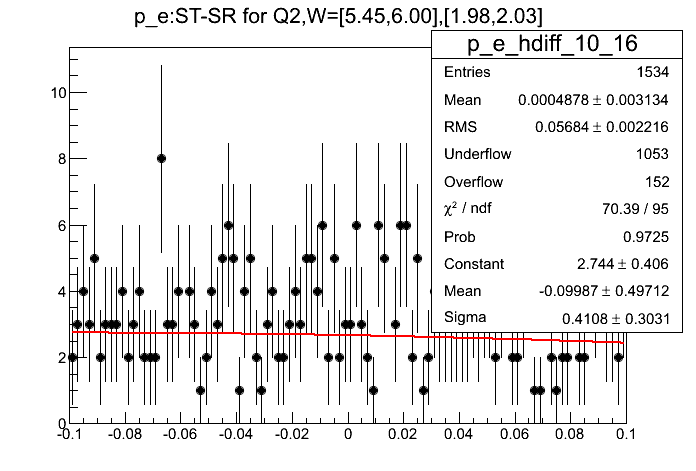 p_e:ST-SR for Q2,W=[5.45,6.00],[1.98,2.03]
p_e_hdiff_10_16
Entries 1534
Mean 0.0004878 ± 0.003134
RMS 0.05684 ± 0.002216
Underflow 1053
Overflow 152
χ² / ndf 70.39 / 95
Prob 0.9725
Constant 2.744 ± 0.406
Mean -0.09987 ± 0.49712
Sigma 0.4108 ± 0.3031
10
8
6
4
2
0
-0.1 -0.08 -0.06 -0.04 -0.02 0 0.02 0.04 0.06 0.08 0.1